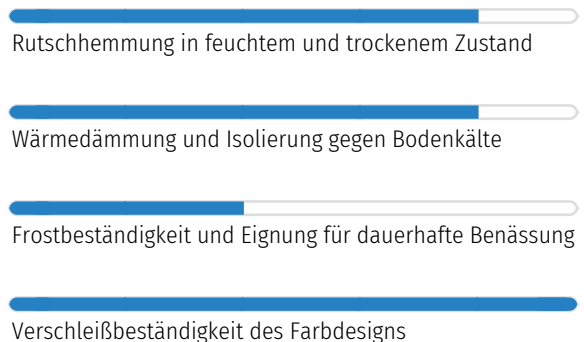 Rutschhemmung in feuchtem und trockenem Zustand
Wärmedämmung und Isolierung gegen Bodenkälte
Frostbeständigkeit und Eignung für dauerhafte Benässung
Verschleißbeständigkeit des Farbdesigns